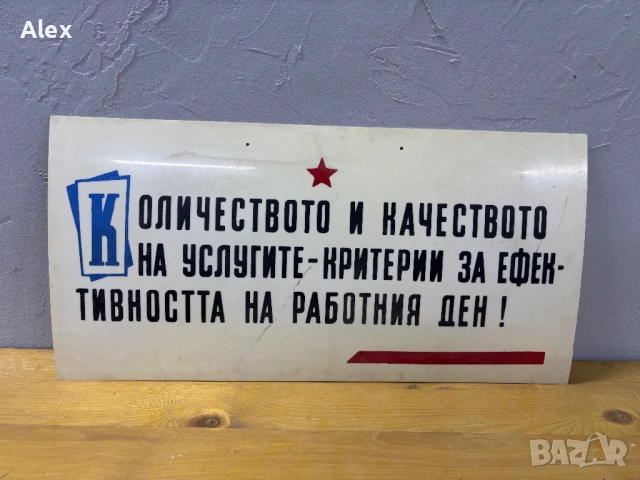 Alex
КОЛИЧЕСТВОТО И КАЧЕСТВОТО
НА УСЛУГИТЕ-КРИТЕРИИ ЗА ЕФЕК-
ТИВНОСТТА НА РАБОТНИЯ ДЕН!
BAZAR